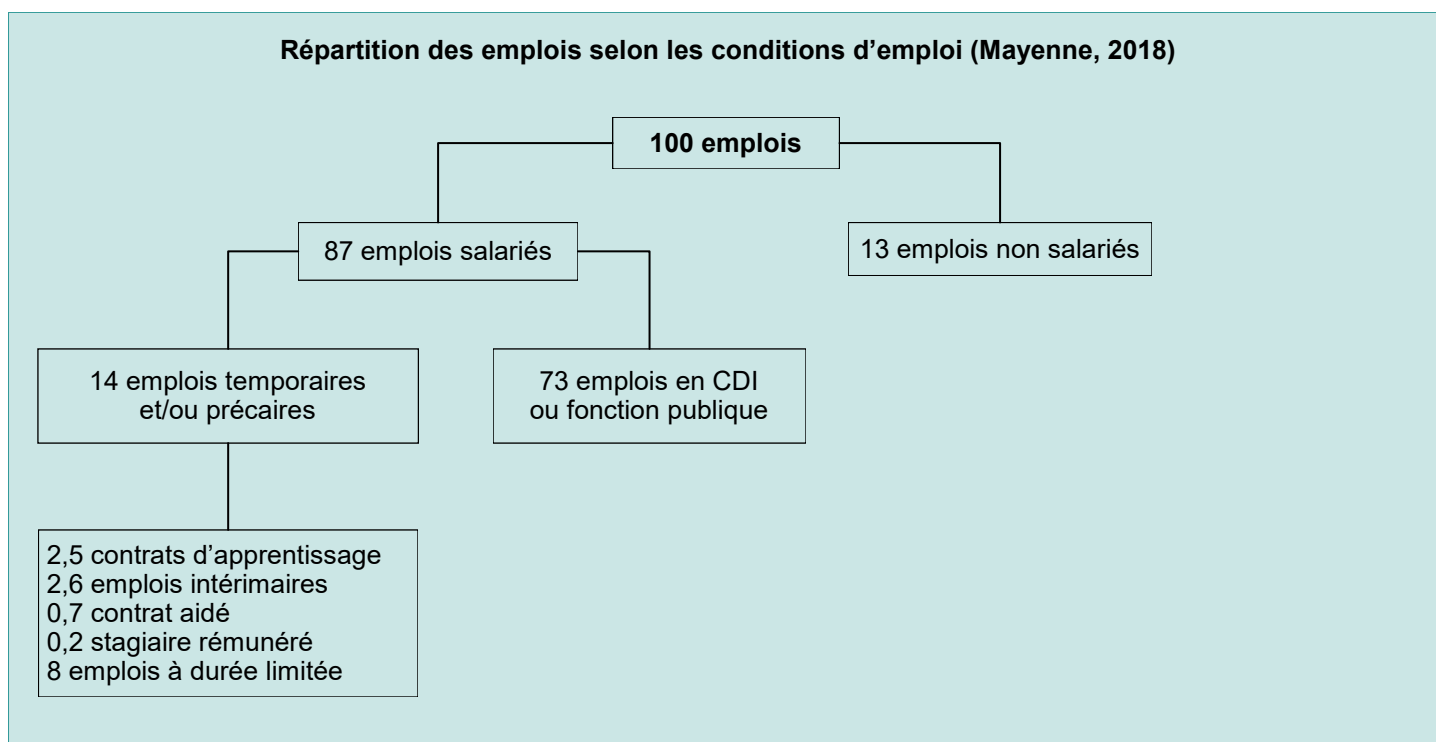 Répartition des emplois selon les conditions d’emploi (Mayenne, 2018)
100 emplois
87 emplois salariés
13 emplois non salariés
14 emplois temporaires
et/ou précaires
73 emplois en CDI
ou fonction publique
2,5 contrats d’apprentissage
2,6 emplois intérimaires
0,7 contrat aidé
0,2 stagiaire rémunéré
8 emplois à durée limitée